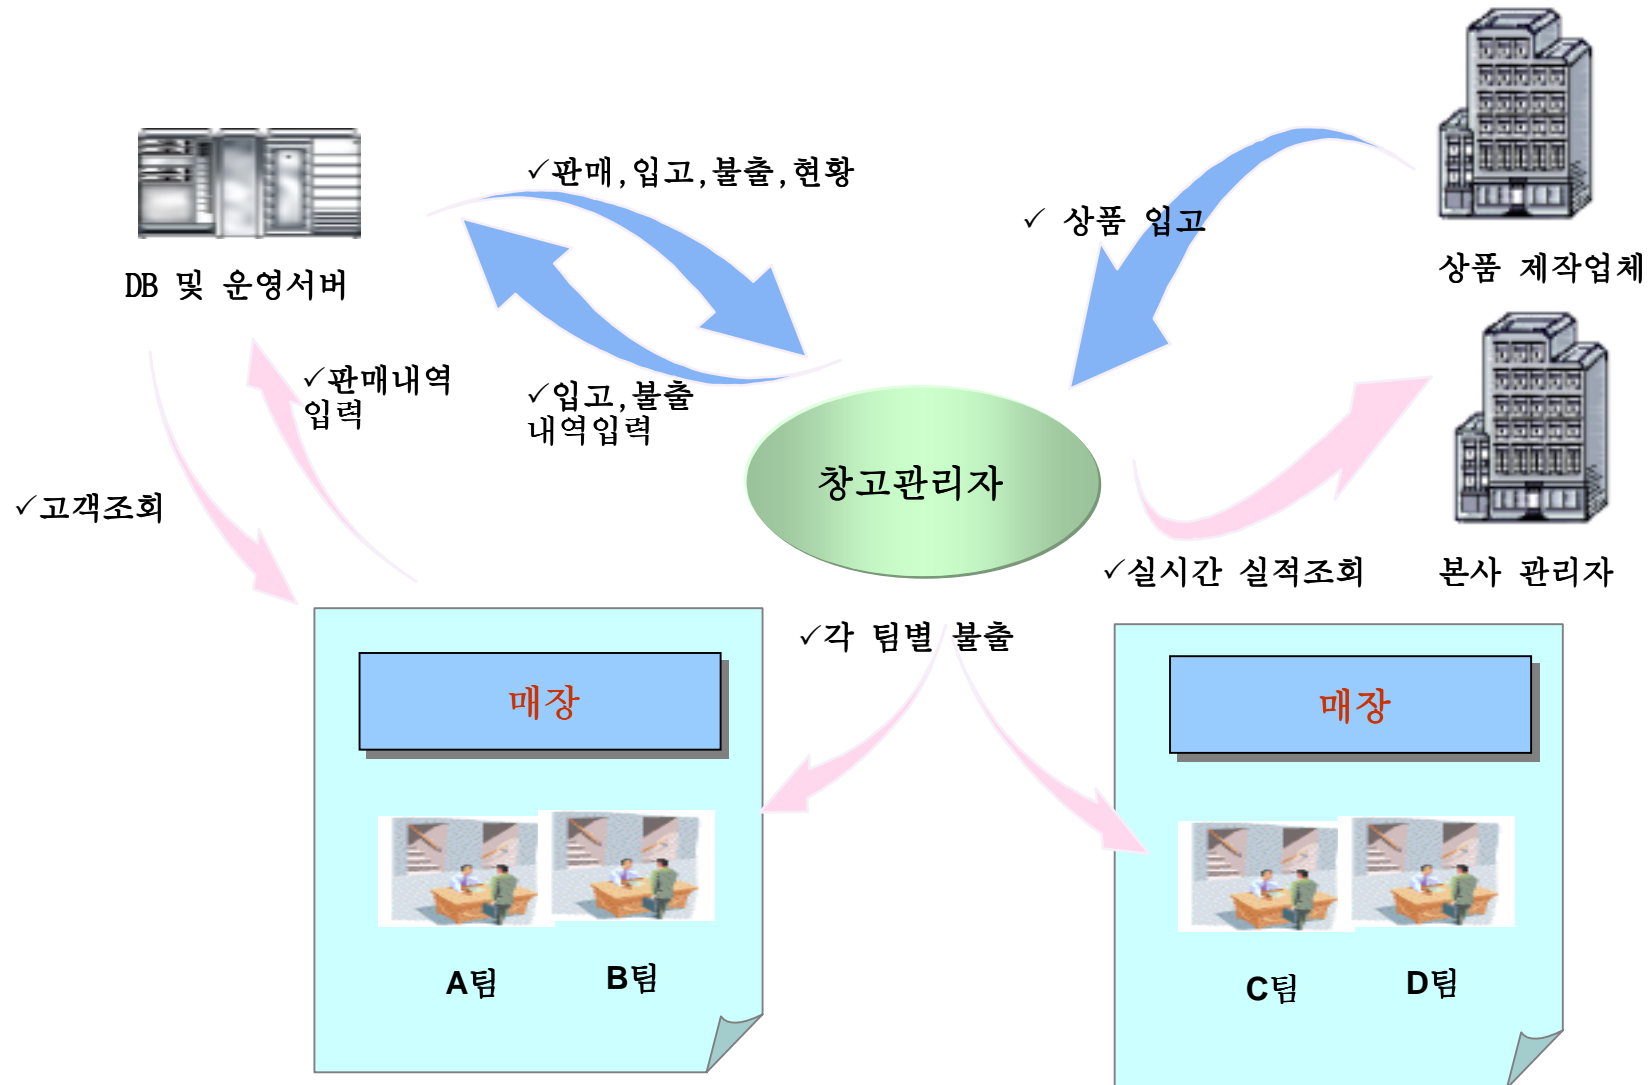 ✓판매,입고,불출,현황
✓ 상품 입고
상품 제작업체
DB 및 운영서버
✓판매내역
입력
✓입고,불출
내역입력
창고관리자
✓고객조회
✓실시간 실적조회
본사 관리자
✓각 팀별 불출
매장
매장
A팀
B팀
C팀
D팀